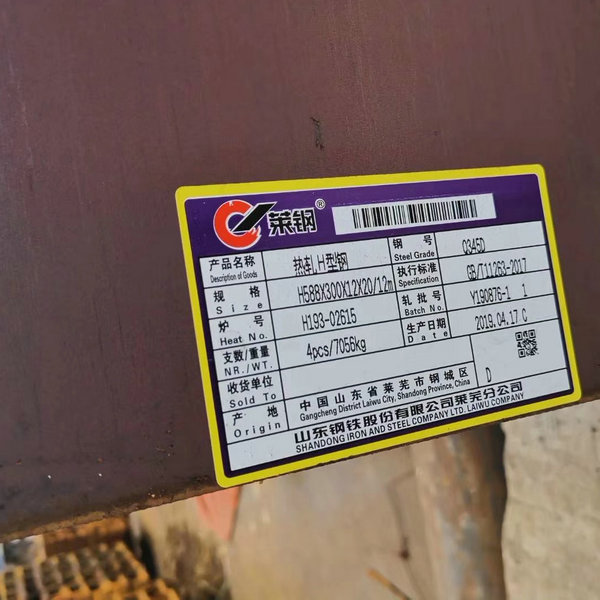 莱钢®
产品名称 热轧H型钢 钢 号 Q345D
Description of Goods Steel Grade
规 格 H588X300X12X20/12m 执行标准 GB/T11263-2017
Size Specification
炉 号 H193-02615 轧批号 Y190876-1 1
Heat No. Batch No.
支数/重量 4pcs/7056kg 生产日期 2019.04.17 C
NR./WT. Date
收货单位
Sold To
产 地 中国山东省莱芜市钢城区 D
Origin Gangcheng District Laiwu City, Shandong Province, China
山东钢铁股份有限公司莱芜分公司
SHANDONG IRON AND STEEL COMPANY LTD. LAIWU COMPANY